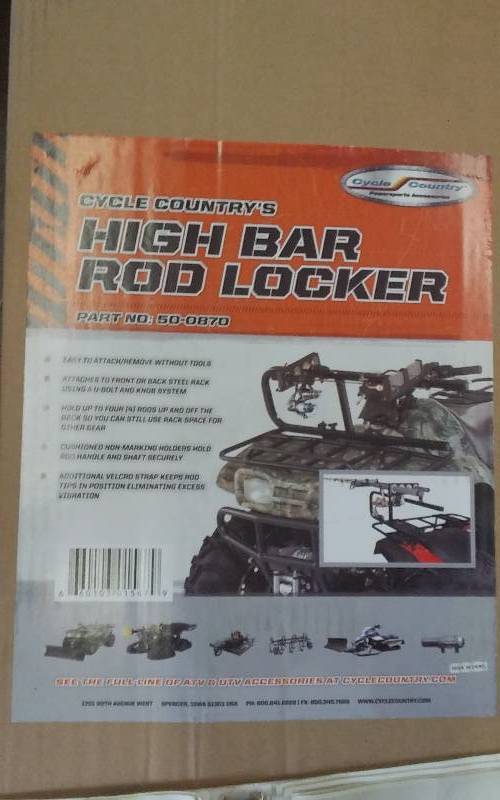 Cycle Country
Powersports Accessories
CYCLE COUNTRY'S
HIGH BAR
ROD LOCKER
PART NO: 50-0870
EASY TO ATTACH/REMOVE WITHOUT TOOLS
ATTACHES TO FRONT OR BACK STEEL RACK
USING A U-BOLT AND KNOB SYSTEM
HOLD UP TO FOUR (4) RODS UP AND OFF THE
RACK SO YOU CAN STILL USE RACK SPACE FOR
OTHER GEAR
CUSHIONED NON-MARKING HOLDERS HOLD
ROD HANDLE AND SHAFT SECURELY
ADDITIONAL VELCRO STRAP KEEPS ROD
TIPS IN POSITION ELIMINATING EXCESS
VIBRATION
SEE THE FULL LINE OF ATV & UTV ACCESSORIES AT CYCLECOUNTRY.COM
AVENUE WEST SPENCER, IOWA 51301 USA WWW.CYCLECOUNTRY.COM